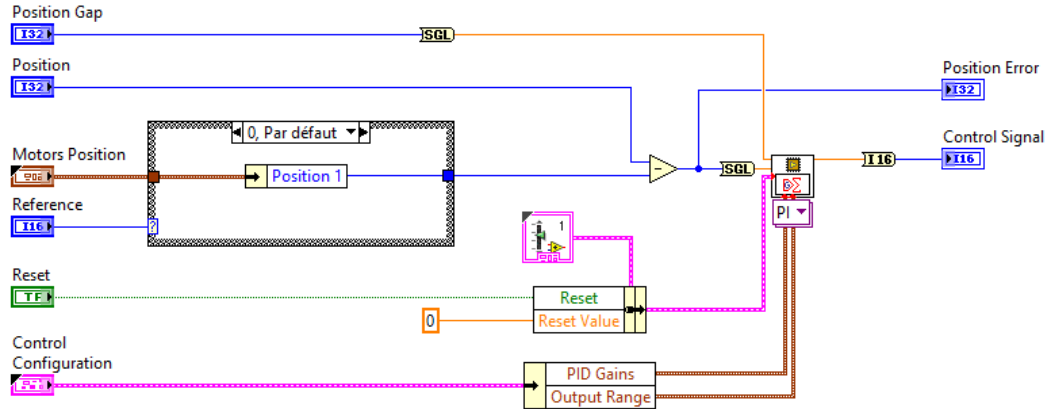 Position Gap
I32
SGL
Position
I32
Position Error
I32
0, Par défaut
Control Signal
I16
I16
Motors Position
Position 1
-
SGL
Reference
I16
?
PI
1
Reset
TF
Reset
Reset Value
0
Control
Configuration
PID Gains
Output Range